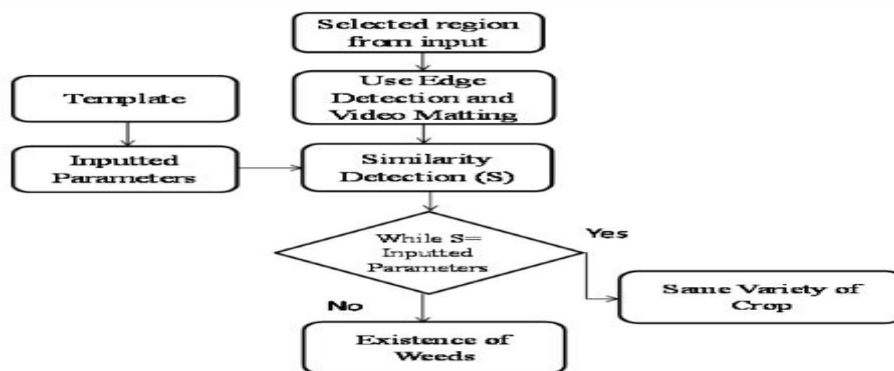 Selected region
from input
Template
Use Edge
Detection and
Video Matting
Inputted
Parameters
Similarity
Detection (S)
While S=
Inputted
Parameters
Yes
No
Same Variety of
Crop
Existence of
Weeds